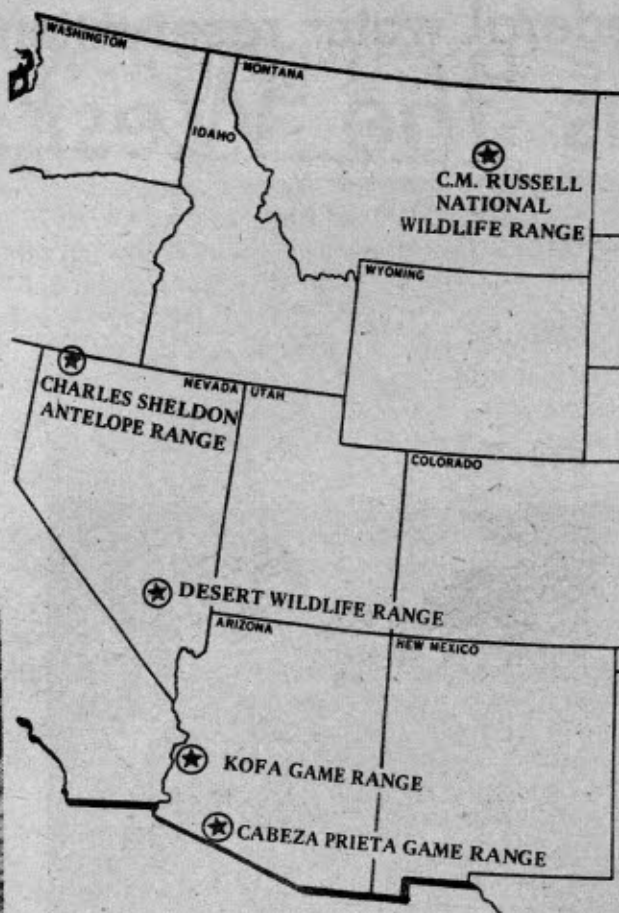 WASHINGTON
MONTANA
IDAHO
C.M. RUSSELL
NATIONAL
WILDLIFE RANGE
WYOMING
CHARLES SHELDON
ANTELOPE RANGE
NEVADA
UTAH
COLORADO
DESERT WILDLIFE RANGE
ARIZONA
NEW MEXICO
KOFA GAME RANGE
CABEZA PRIETA GAME RANGE